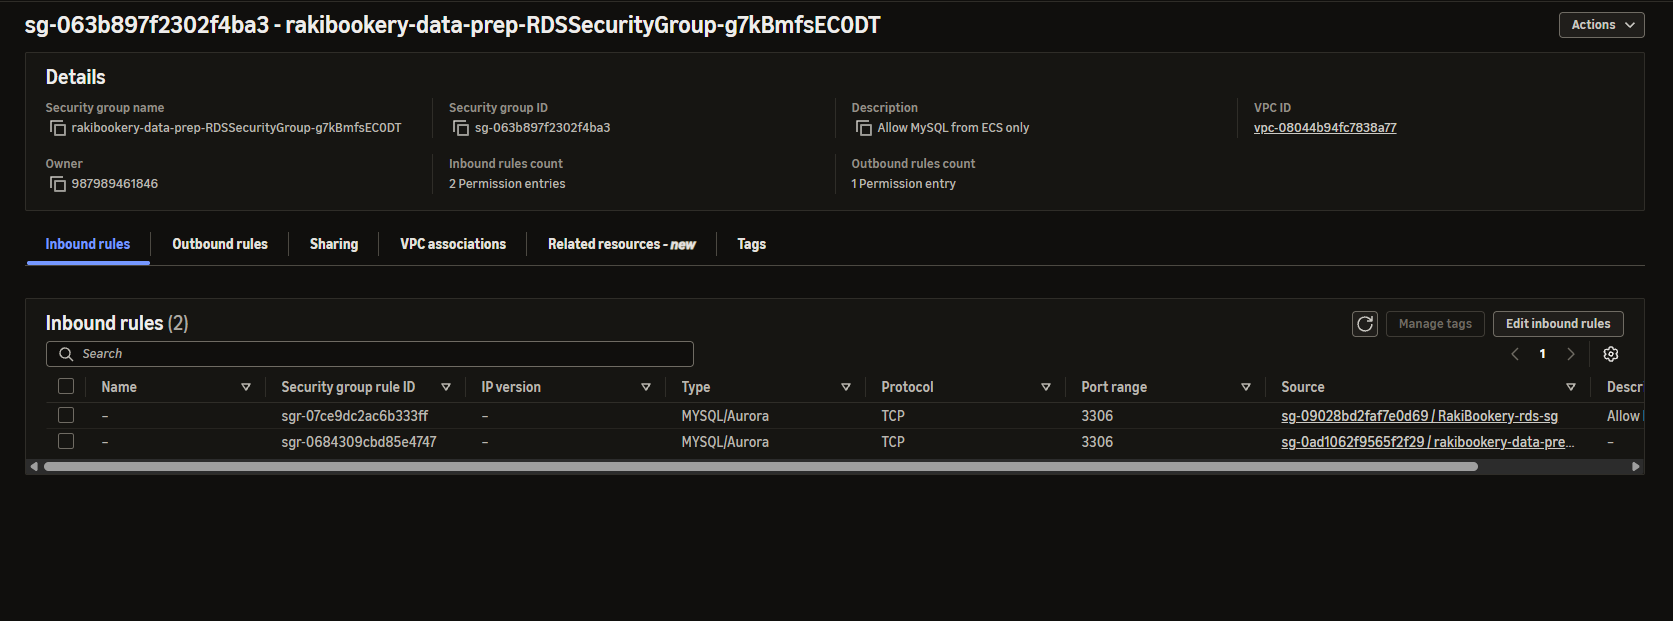 sg-063b897f2302f4ba3 - rakibookery-data-prep-RDSSecurityGroup-g7kBmfsEC0DT
Actions
Details
Security group name
rakibookery-data-prep-RDSSecurityGroup-g7kBmfsEC0DT
Security group ID
sg-063b897f2302f4ba3
Description
Allow MySQL from ECS only
VPC ID
vpc-08044b94fc7838a77
Owner
987989461846
Inbound rules count
2 Permission entries
Outbound rules count
1 Permission entry
Inbound rules Outbound rules Sharing VPC associations Related resources - new Tags
Inbound rules (2)
Manage tags Edit inbound rules
Search
1
Name Security group rule ID IP version Type Protocol Port range Source Descr
– sgr-07ce9dc2ac6b333ff – MYSQL/Aurora TCP 3306 sg-09028bd2faf7e0d69 / RakiBookery-rds-sg Allow
– sgr-0684309cbd85e4747 – MYSQL/Aurora TCP 3306 sg-0ad1062f9565f2f29 / rakibookery-data-pre... –